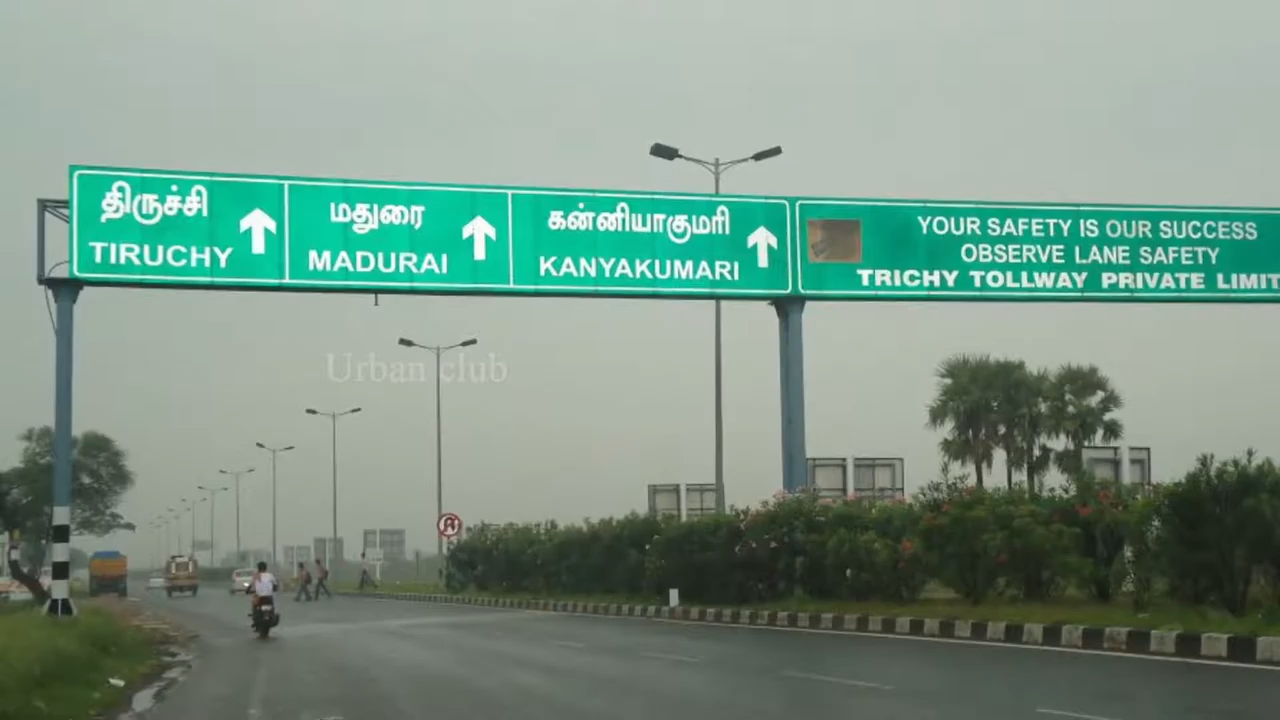 திருச்சி
TIRUCHY
மதுரை
MADURAI
கன்னியாகுமரி
KANYAKUMARI
YOUR SAFETY IS OUR SUCCESS
OBSERVE LANE SAFETY
TRICHY TOLLWAY PRIVATE LIMIT
Urban club